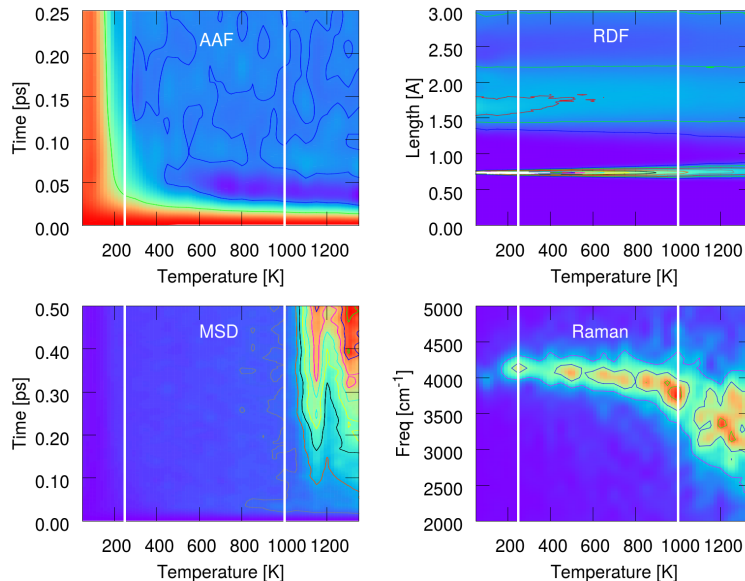 0.25
0.20
0.15
0.10
0.05
0.00
Time [ps]
AAF
200 400 600 800 1000 1200
Temperature [K]
3.00
2.50
2.00
1.50
1.00
0.50
0.00
Length [A]
RDF
200 400 600 800 1000 1200
Temperature [K]
0.50
0.40
0.30
0.20
0.10
0.00
Time [ps]
MSD
200 400 600 800 1000 1200
Temperature [K]
5000
4500
4000
3500
3000
2500
2000
Freq [cm⁻¹]
Raman
200 400 600 800 1000 1200
Temperature [K]